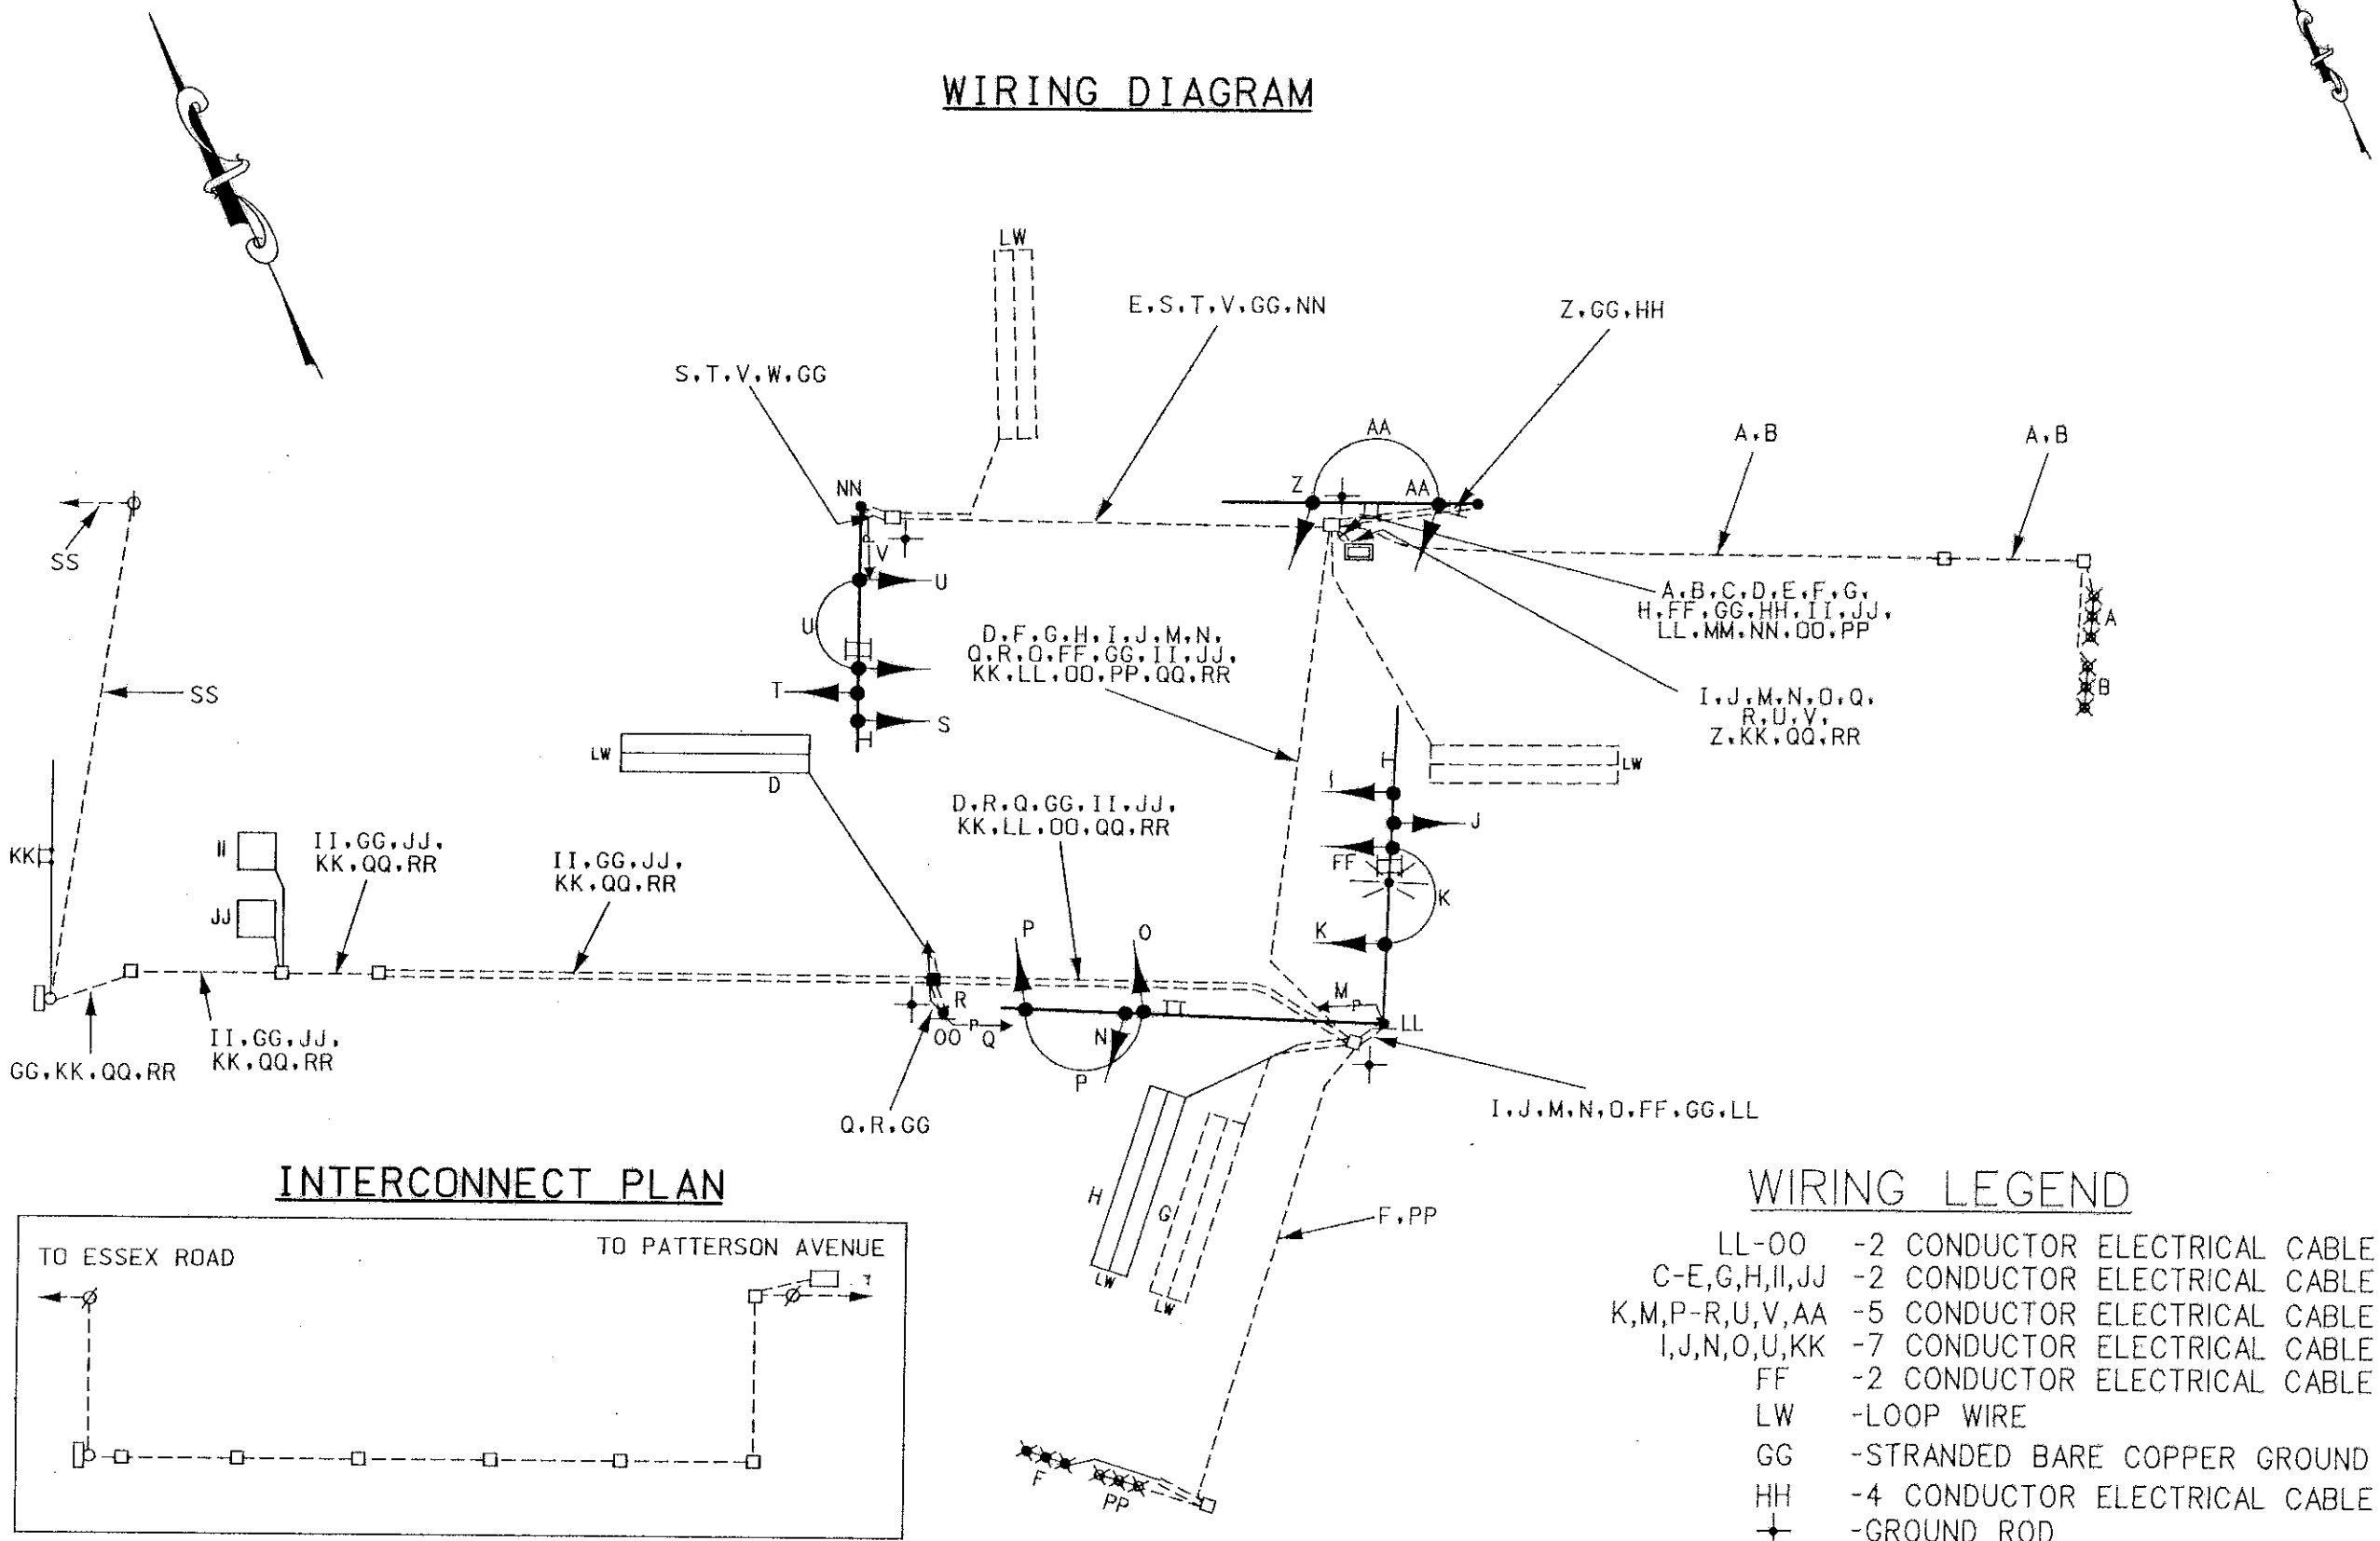 WIRING DIAGRAM
LW
E,S,T,V,GG,NN
Z,GG,HH
S,T,V,W,GG
AA
A,B
A,B
NN
Z
AA
SS
V
U
A,B,C,D,E,F,G,
H,FF,GG,HH,II,JJ,
LL,MM,NN,OO,PP
A
U
D,F,G,H,I,J,M,N,
Q,R,Q,FF,GG,II,JJ,
KK,LL,OO,PP,QQ,RR
SS
T
S
I,J,M,N,O,Q,
R,U,V,
Z,KK,QQ,RR
B
LW
D
LW
I
J
D,R,Q,GG,II,JJ,
KK,LL,OO,QQ,RR
KK
II
II,GG,JJ,
KK,QQ,RR
II,GG,JJ,
KK,QQ,RR
FF
K
JJ
P
O
K
R
M
P
TT
LL
OO
P
Q
N
P
GG,KK,QQ,RR
II,GG,JJ,
KK,QQ,RR
Q,R,GG
I,J,M,N,O,FF,GG,LL
H
G
LW
LW
F,PP
F
PP
INTERCONNECT PLAN
TO ESSEX ROAD
TO PATTERSON AVENUE
WIRING LEGEND
LL-OO -2 CONDUCTOR ELECTRICAL CABLE
C-E,G,H,II,JJ -2 CONDUCTOR ELECTRICAL CABLE
K,M,P-R,U,V,AA -5 CONDUCTOR ELECTRICAL CABLE
I,J,N,O,U,KK -7 CONDUCTOR ELECTRICAL CABLE
FF -2 CONDUCTOR ELECTRICAL CABLE
LW -LOOP WIRE
GG -STRANDED BARE COPPER GROUND
HH -4 CONDUCTOR ELECTRICAL CABLE
-GROUND ROD